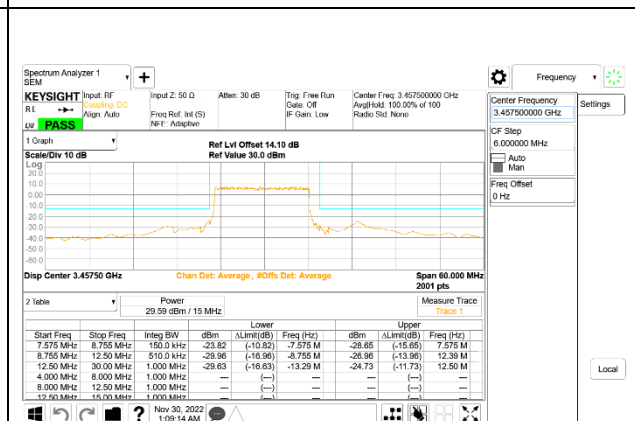 Spectrum Analyzer 1
SEM
Frequency
KEYSIGHT
RL
PASS
Input: RF
Coupling: DC
Align: Auto
Input Z: 50 Ω
Freq Ref: Int (S)
NFE: Adaptive
Atten: 30 dB
Trig: Free Run
Gate: Off
IF Gain: Low
Center Freq: 3.457500000 GHz
Avg|Hold: 100.00% of 100
Radio Std: None
Center Frequency
3.457500000 GHz
Settings
CF Step
6.000000 MHz
Auto
Man
Freq Offset
0 Hz
Local
1 Graph
Scale/Div 10 dB
Ref Lvl Offset 14.10 dB
Ref Value 30.0 dBm
Log
20.0
10.0
0.00
-10.0
-20.0
-30.0
-40.0
-50.0
-60.0
Disp Center 3.45750 GHz
Chan Det: Average , #Offs Det: Average
Span 60.000 MHz
2001 pts
2 Table
Power
29.59 dBm / 15 MHz
Measure Trace
Trace 1
Lower Upper
Start Freq Stop Freq Integ BW dBm ΔLimit(dB) Freq (Hz) dBm ΔLimit(dB) Freq (Hz)
7.575 MHz 8.755 MHz 150.0 kHz -23.82 (-10.82) -7.575 M -28.65 (-15.65) 7.575 M
8.755 MHz 12.50 MHz 510.0 kHz -29.96 (-16.96) -8.755 M -26.96 (-13.96) 12.39 M
12.50 MHz 30.00 MHz 1.000 MHz -29.63 (-16.63) -13.29 M -24.73 (-11.73) 12.50 M
4.000 MHz 8.000 MHz 1.000 MHz --- (---) --- --- (---) ---
8.000 MHz 12.50 MHz 1.000 MHz --- (---) --- --- (---) ---
12.50 MHz 15.00 MHz 1.000 MHz --- (---) --- --- (---) ---
Nov 30, 2022
1:09:14 AM